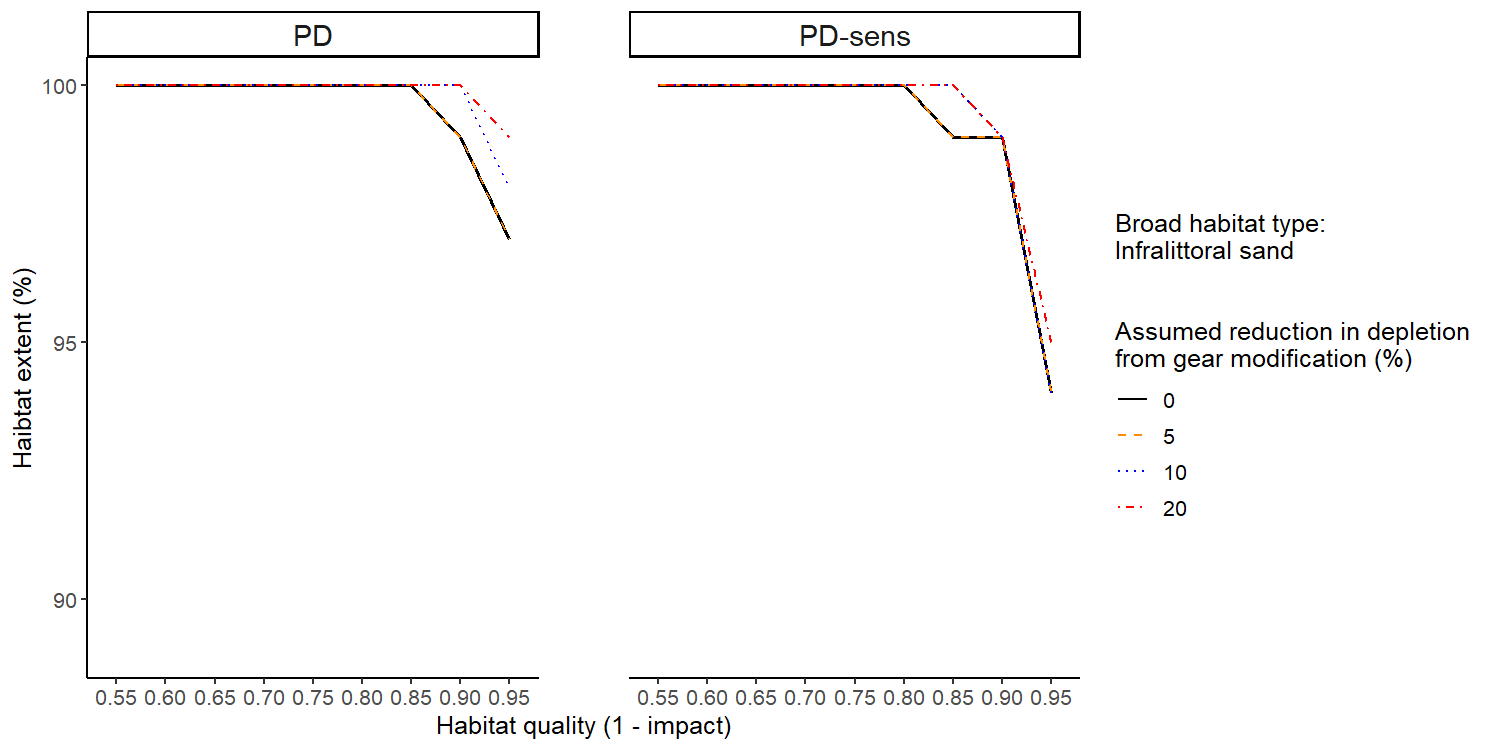 PD
PD-sens
100
95
90
Haibtat extent (%)
0.55 0.60 0.65 0.70 0.75 0.80 0.85 0.90 0.95
0.55 0.60 0.65 0.70 0.75 0.80 0.85 0.90 0.95
Habitat quality (1 - impact)
Broad habitat type:
Infralittoral sand
Assumed reduction in depletion
from gear modification (%)
0
5
10
20